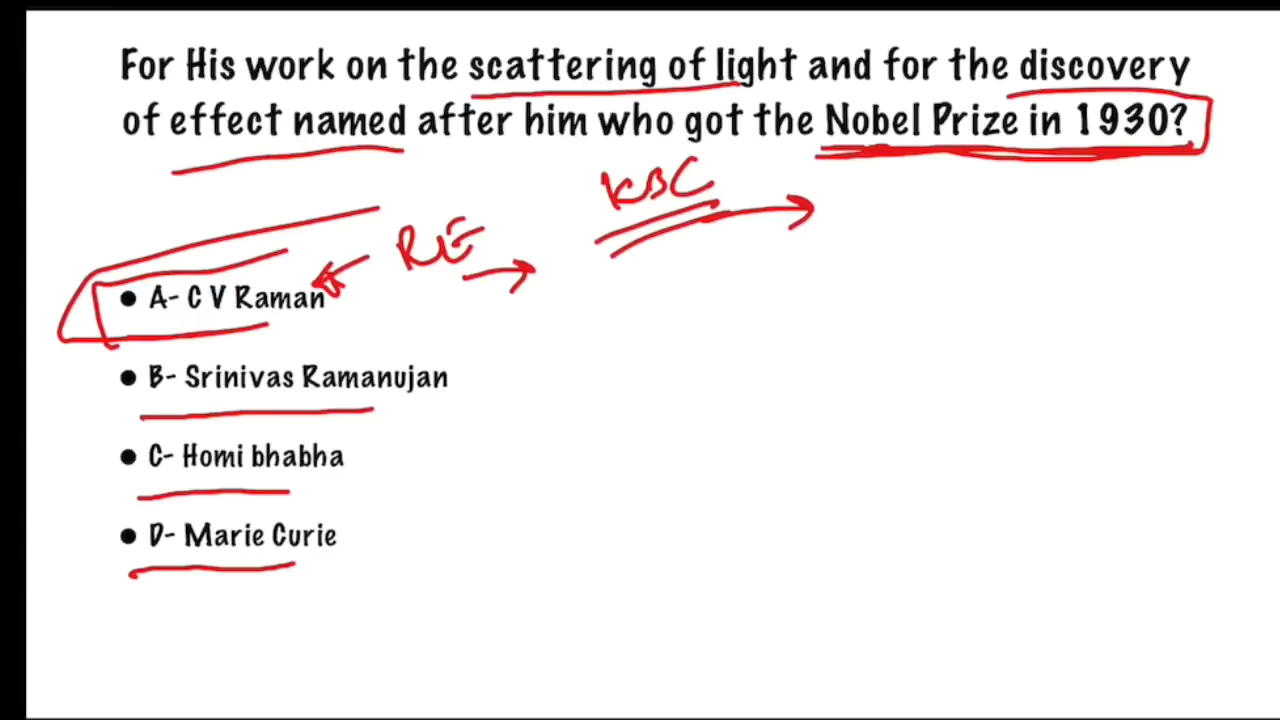 For His work on the scattering of light and for the discovery
of effect named after him who got the Nobel Prize in 1930?
KBC
RE
• A- C V Raman
• B- Srinivas Ramanujan
• C- Homi bhabha
• D- Marie Curie